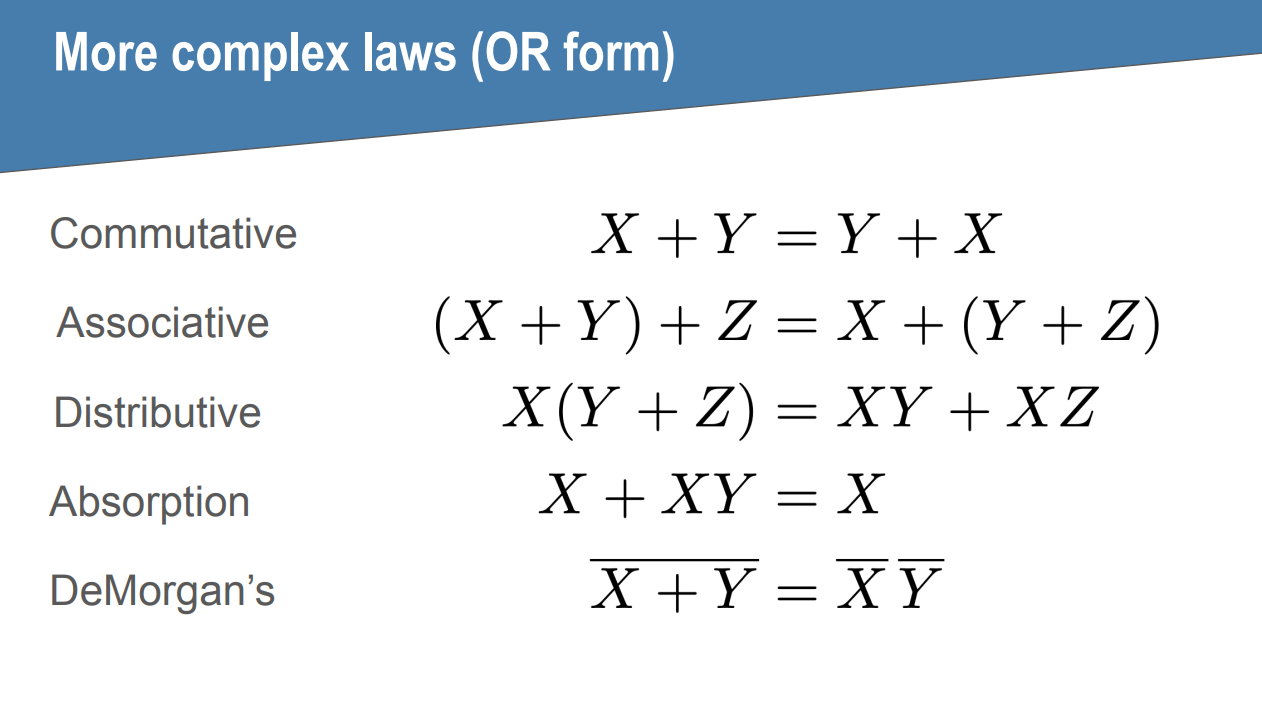 More complex laws (OR form)
Commutative X + Y = Y + X
Associative (X + Y) + Z = X + (Y + Z)
Distributive X(Y + Z) = XY + XZ
Absorption X + XY = X
DeMorgan’s $\overline{X + Y} = \overline{X}\,\overline{Y}$